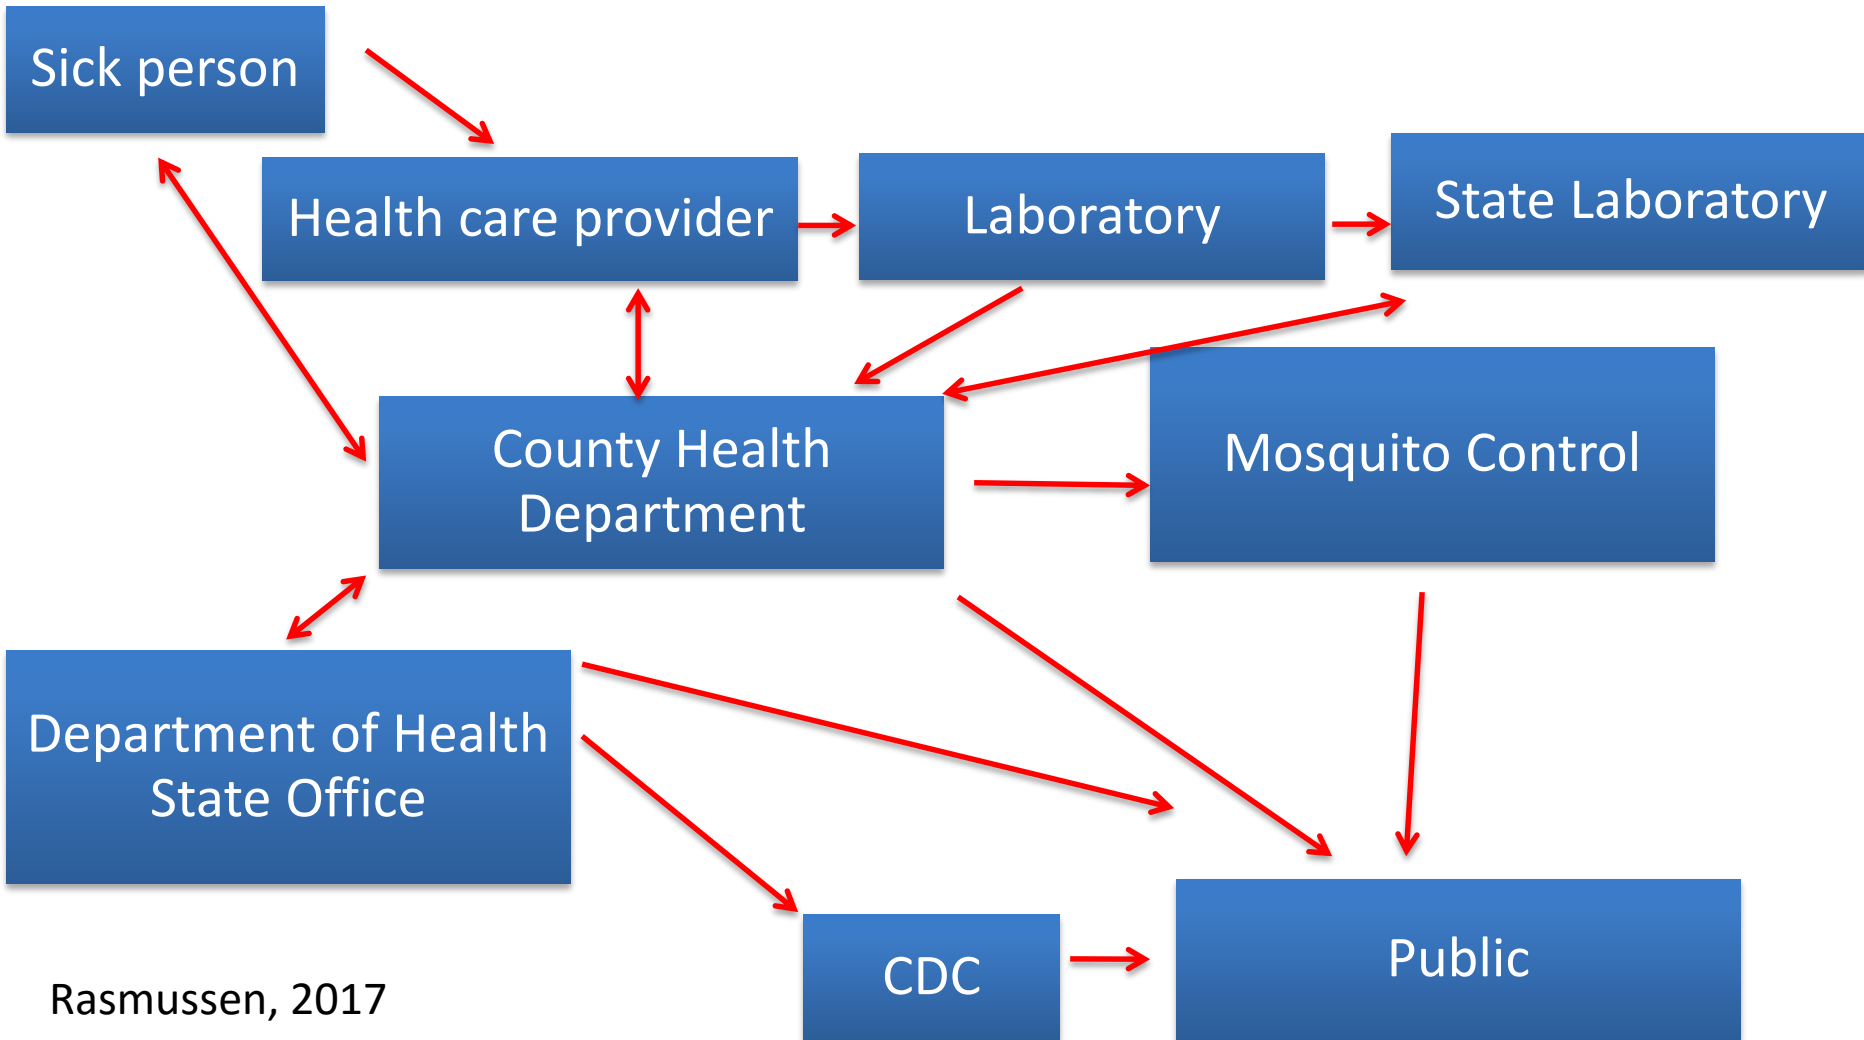 Sick person
Health care provider
Laboratory
State Laboratory
County Health
Department
Mosquito Control
Department of Health
State Office
CDC
Public
Rasmussen, 2017